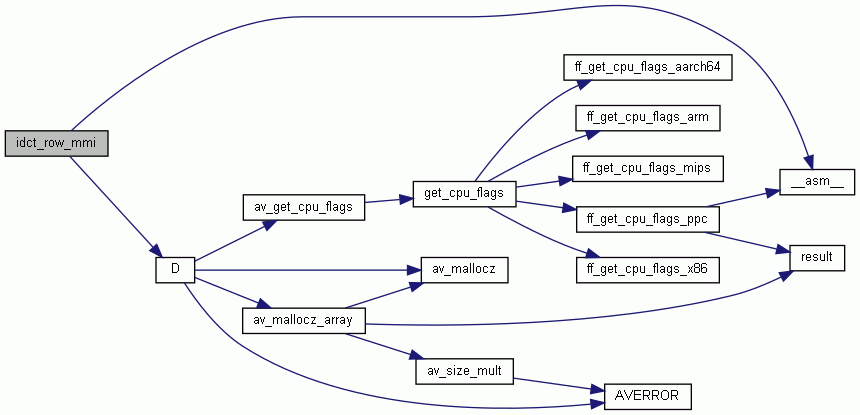 idct_row_mmi
D
av_get_cpu_flags
av_mallocz
av_mallocz_array
get_cpu_flags
av_size_mult
ff_get_cpu_flags_aarch64
ff_get_cpu_flags_arm
ff_get_cpu_flags_mips
ff_get_cpu_flags_ppc
ff_get_cpu_flags_x86
AVERROR
__asm__
result